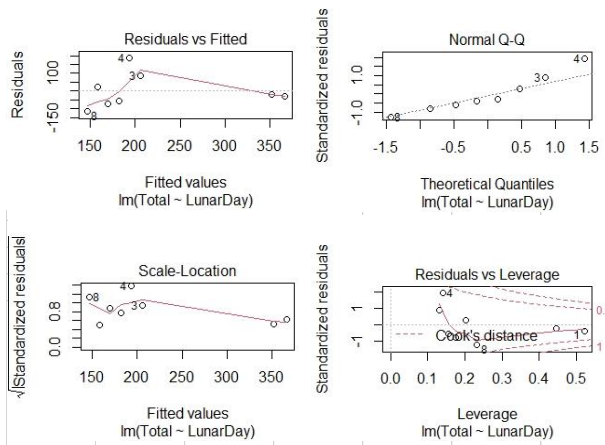 Residuals vs Fitted
Residuals
100
-150
4
3
8
150 200 250 300 350
Fitted values
lm(Total ~ LunarDay)
Normal Q-Q
Standardized residuals
1.0
-1.0
4
3
8
-1.5 -0.5 0.5 1.5
Theoretical Quantiles
lm(Total ~ LunarDay)
Scale-Location
√|Standardized residuals|
0.8
0.0
4
8
3
150 200 250 300 350
Fitted values
lm(Total ~ LunarDay)
Residuals vs Leverage
Standardized residuals
1
-1
4
8
1
Cook's distance
0.
1
0.0 0.1 0.2 0.3 0.4 0.5
Leverage
lm(Total ~ LunarDay)